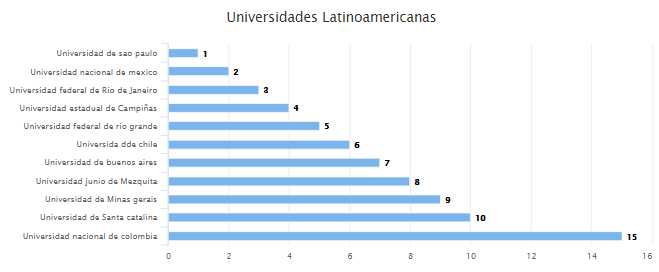 Universidades Latinoamericanas
Universidad de sao paulo 1
Universidad nacional de mexico 2
Universidad federal de Rio de Janeiro 3
Universidad estadual de Campiñas 4
Universidad federal de rio grande 5
Universida dde chile 6
Universidad de buenos aires 7
Universidad junio de Mezquita 8
Universidad de Minas gerais 9
Universidad de Santa catalina 10
Universidad nacional de colombia 15
0 2 4 6 8 10 12 14 16